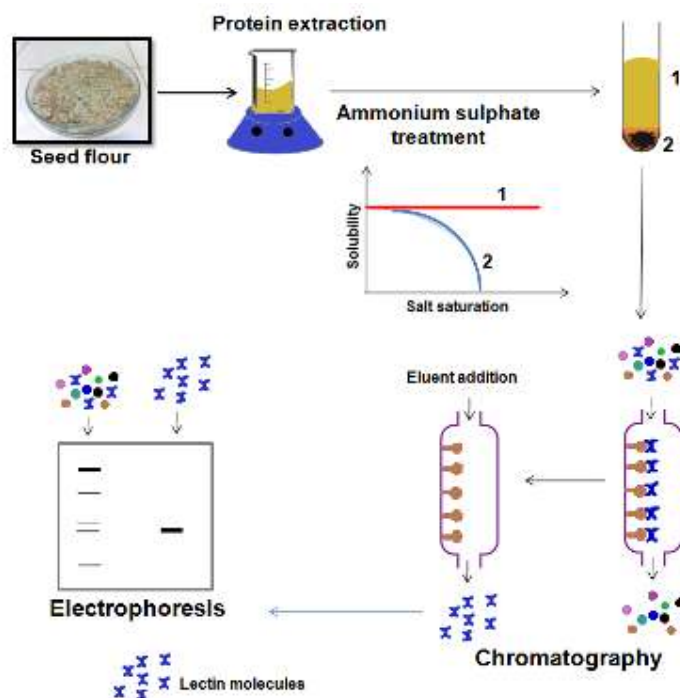 Protein extraction
Seed flour
Ammonium sulphate
treatment
1
2
Solubility
1
2
Salt saturation
Eluent addition
Electrophoresis
Chromatography
Lectin molecules